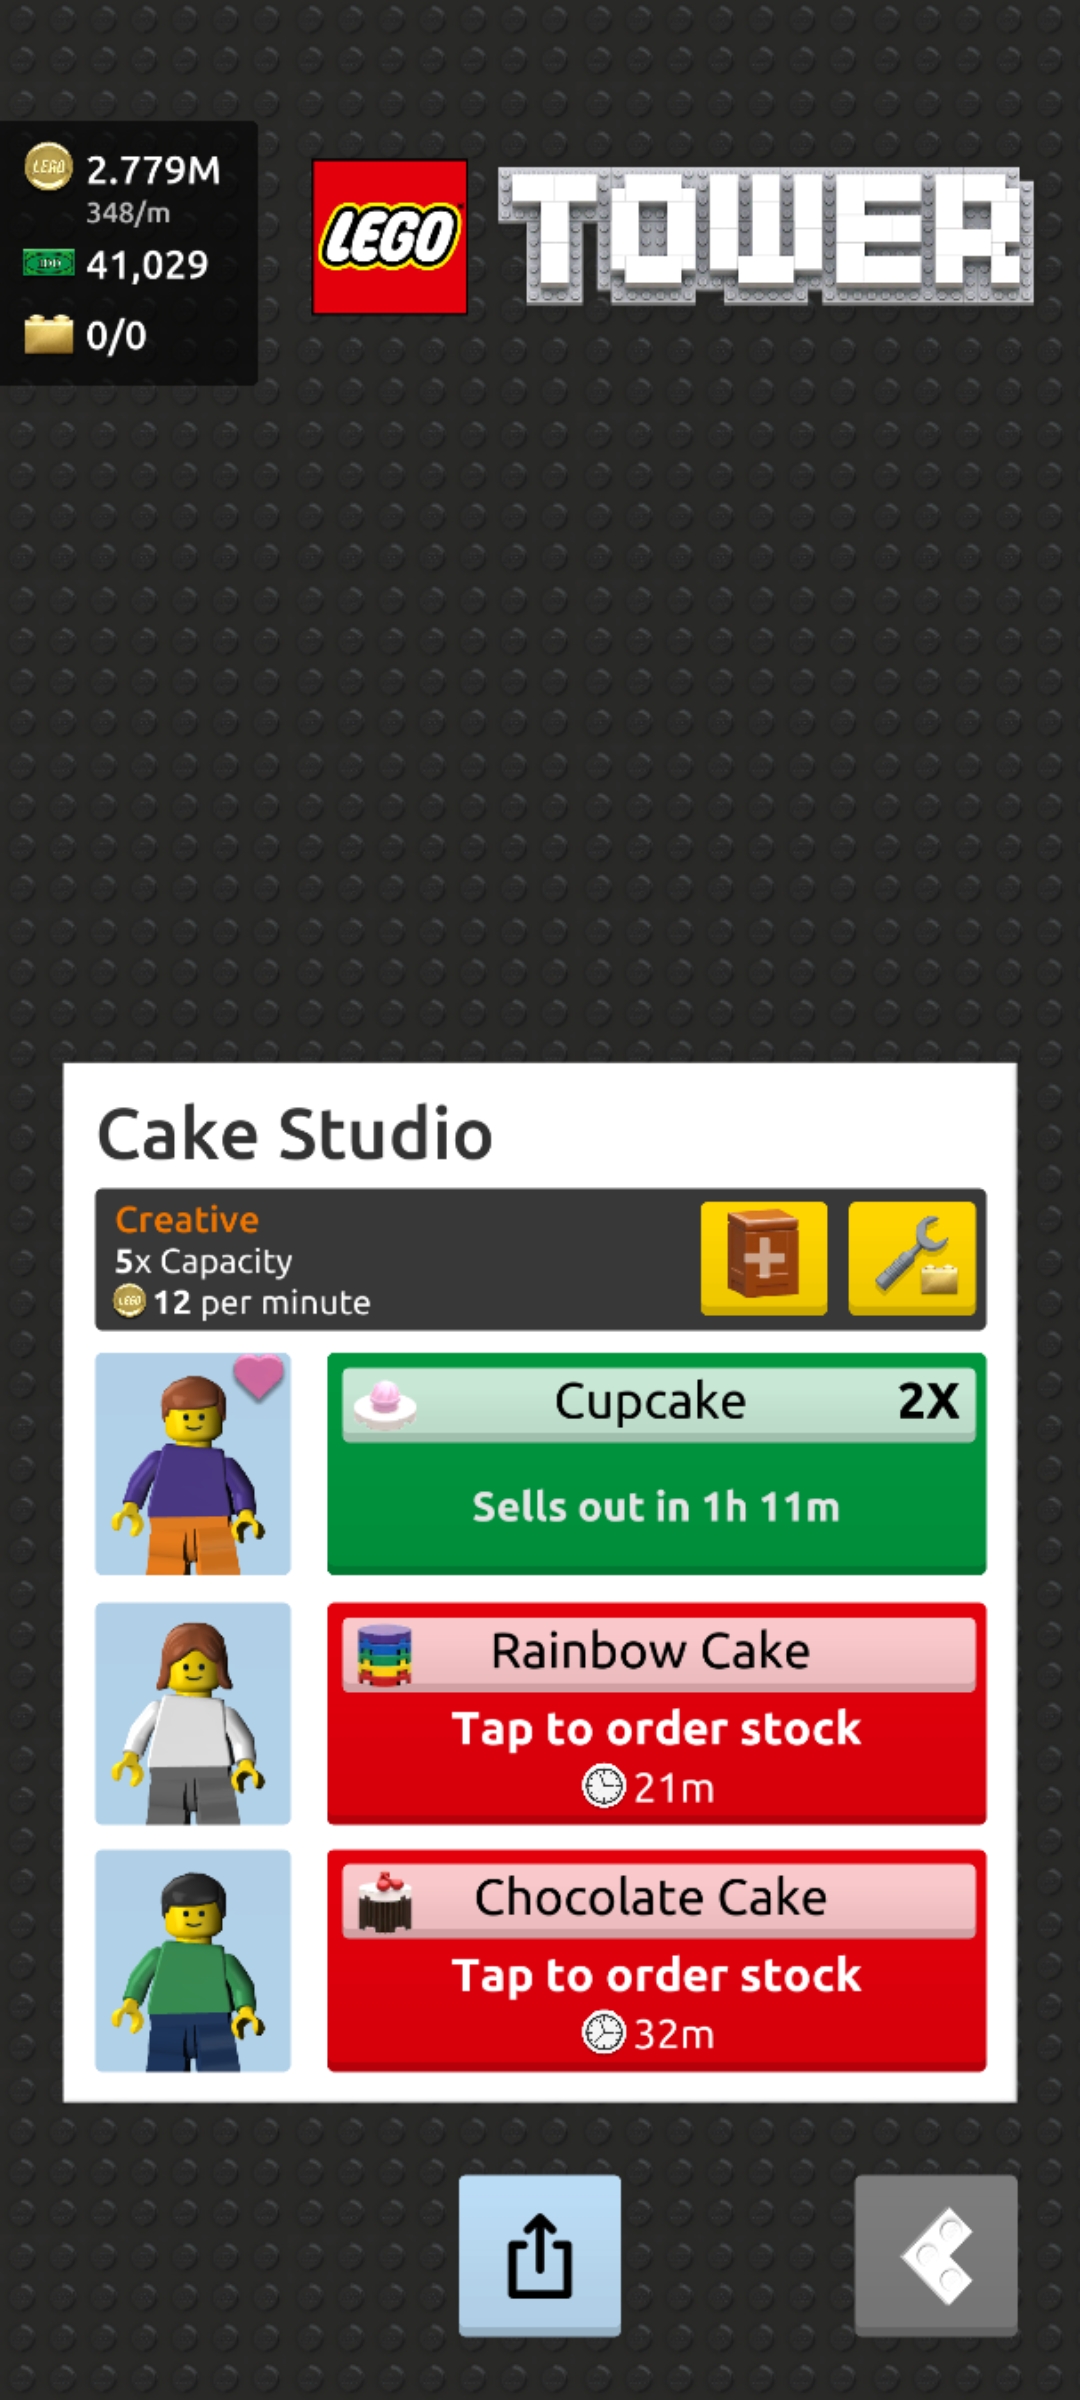 2.779M
348/m
41,029
0/0
LEGO
TOWER
Cake Studio
Creative
5x Capacity
12 per minute
Cupcake 2X
Sells out in 1h 11m
Rainbow Cake
Tap to order stock
21m
Chocolate Cake
Tap to order stock
32m